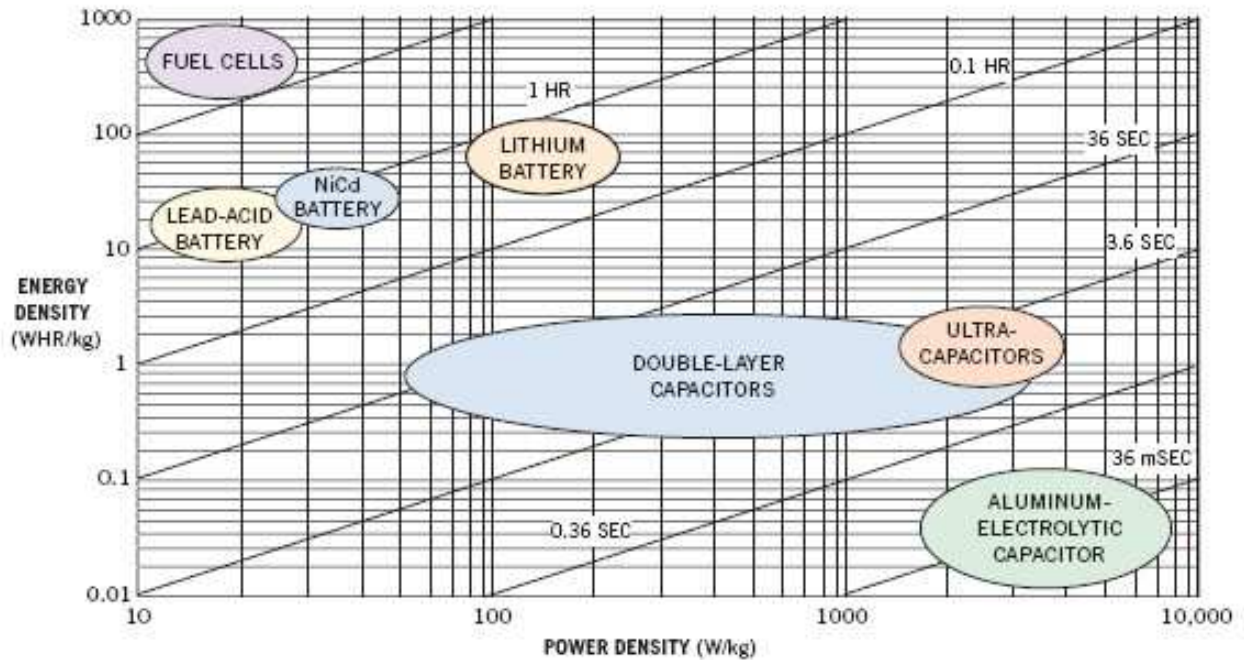 1000
FUEL CELLS
0.1 HR
1 HR
100
36 SEC
LITHIUM
BATTERY
NiCd
BATTERY
LEAD-ACID
BATTERY
10
3.6 SEC
ENERGY
DENSITY
(WHR/kg)
ULTRA-
CAPACITORS
1
DOUBLE-LAYER
CAPACITORS
0.1
36 mSEC
ALUMINUM-
ELECTROLYTIC
CAPACITOR
0.36 SEC
0.01
10
100
1000
10,000
POWER DENSITY (W/kg)